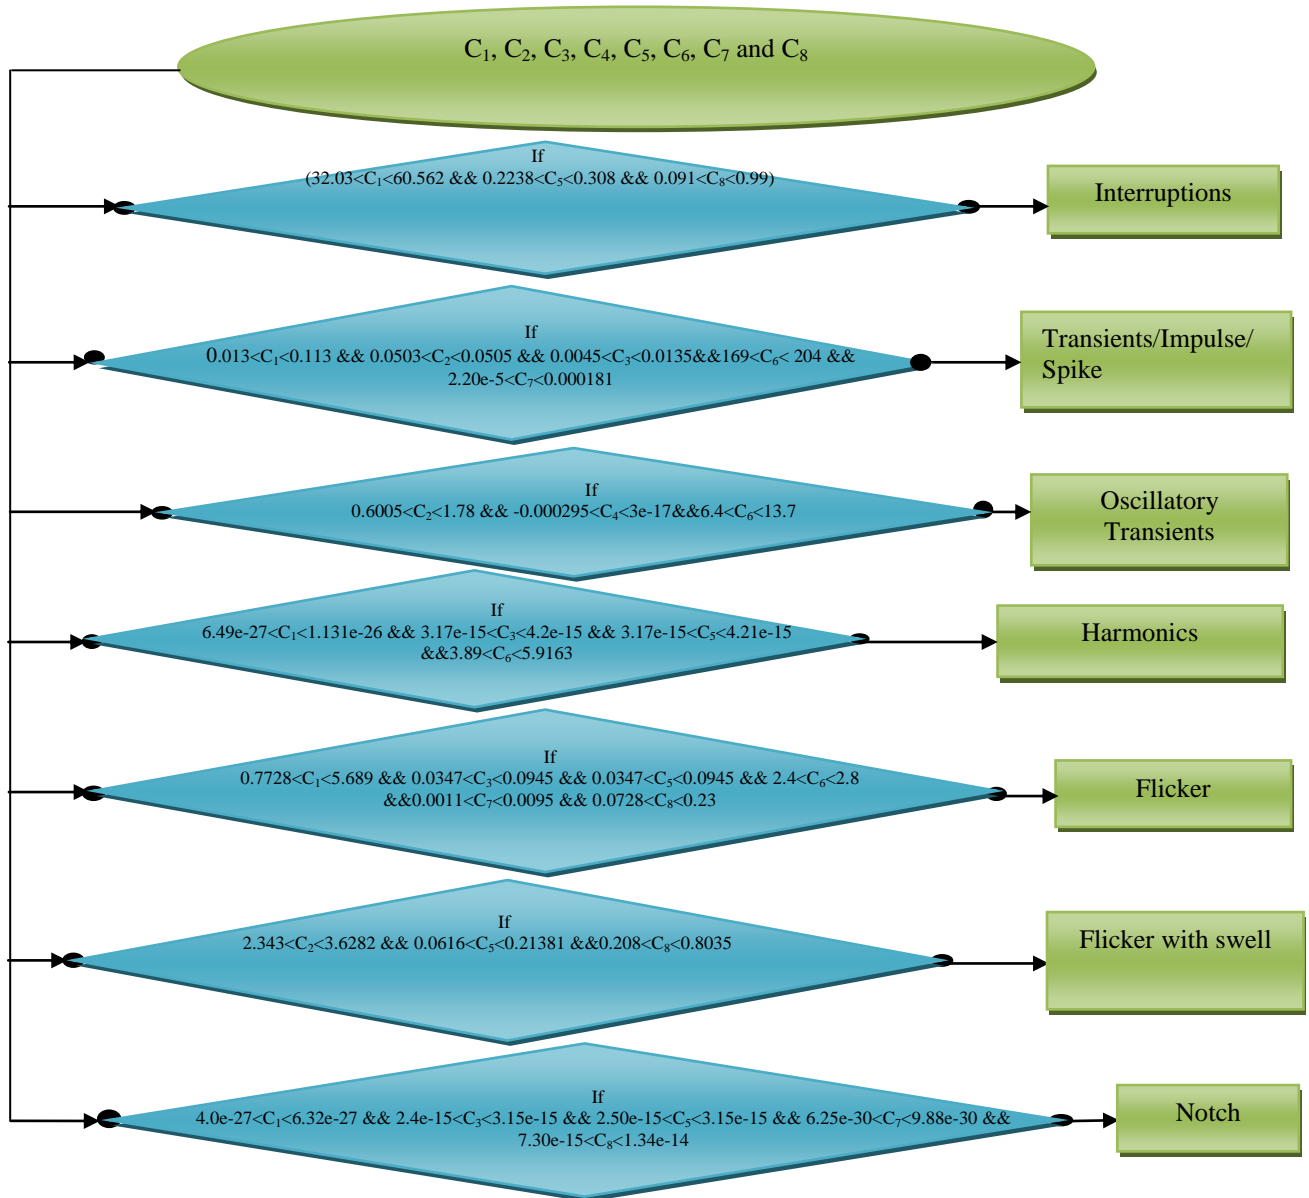 C₁, C₂, C₃, C₄, C₅, C₆, C₇ and C₈
If
(32.03<C₁<60.562 && 0.2238<C₅<0.308 && 0.091<C₈<0.99)
Interruptions
If
0.013<C₁<0.113 && 0.0503<C₂<0.0505 && 0.0045<C₃<0.0135&&169<C₆< 204 &&
2.20e-5<C₇<0.000181
Transients/Impulse/
Spike
If
0.6005<C₂<1.78 && -0.000295<C₄<3e-17&&6.4<C₆<13.7
Oscillatory
Transients
If
6.49e-27<C₁<1.131e-26 && 3.17e-15<C₃<4.2e-15 && 3.17e-15<C₅<4.21e-15
&&3.89<C₆<5.9163
Harmonics
If
0.7728<C₁<5.689 && 0.0347<C₃<0.0945 && 0.0347<C₅<0.0945 && 2.4<C₆<2.8
&&0.0011<C₇<0.0095 && 0.0728<C₈<0.23
Flicker
If
2.343<C₂<3.6282 && 0.0616<C₅<0.21381 &&0.208<C₈<0.8035
Flicker with swell
If
4.0e-27<C₁<6.32e-27 && 2.4e-15<C₃<3.15e-15 && 2.50e-15<C₅<3.15e-15 && 6.25e-30<C₇<9.88e-30 &&
7.30e-15<C₈<1.34e-14
Notch